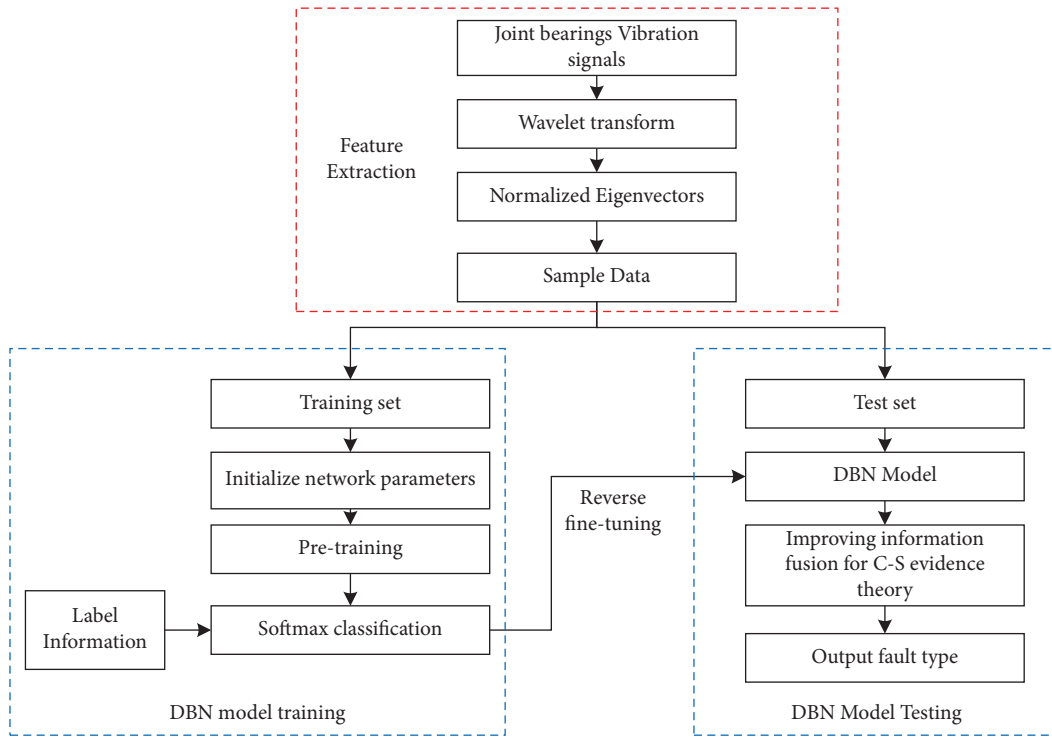 Joint bearings Vibration
signals
Wavelet transform
Feature
Extraction
Normalized Eigenvectors
Sample Data
Training set
Initialize network parameters
Pre-training
Label
Information
Softmax classification
DBN model training
Reverse
fine-tuning
Test set
DBN Model
Improving information
fusion for C-S evidence
theory
Output fault type
DBN Model Testing